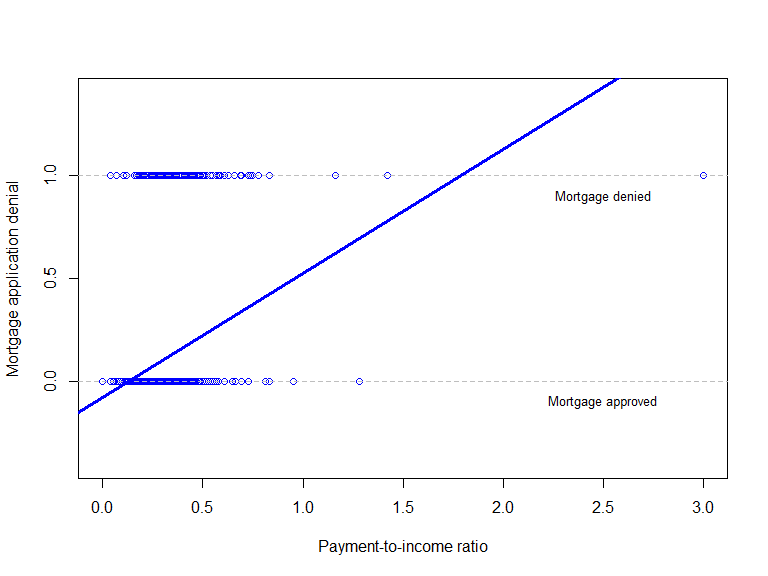 Mortgage application denial
1.0
0.5
0.0
Mortgage denied
Mortgage approved
0.0 0.5 1.0 1.5 2.0 2.5 3.0
Payment-to-income ratio